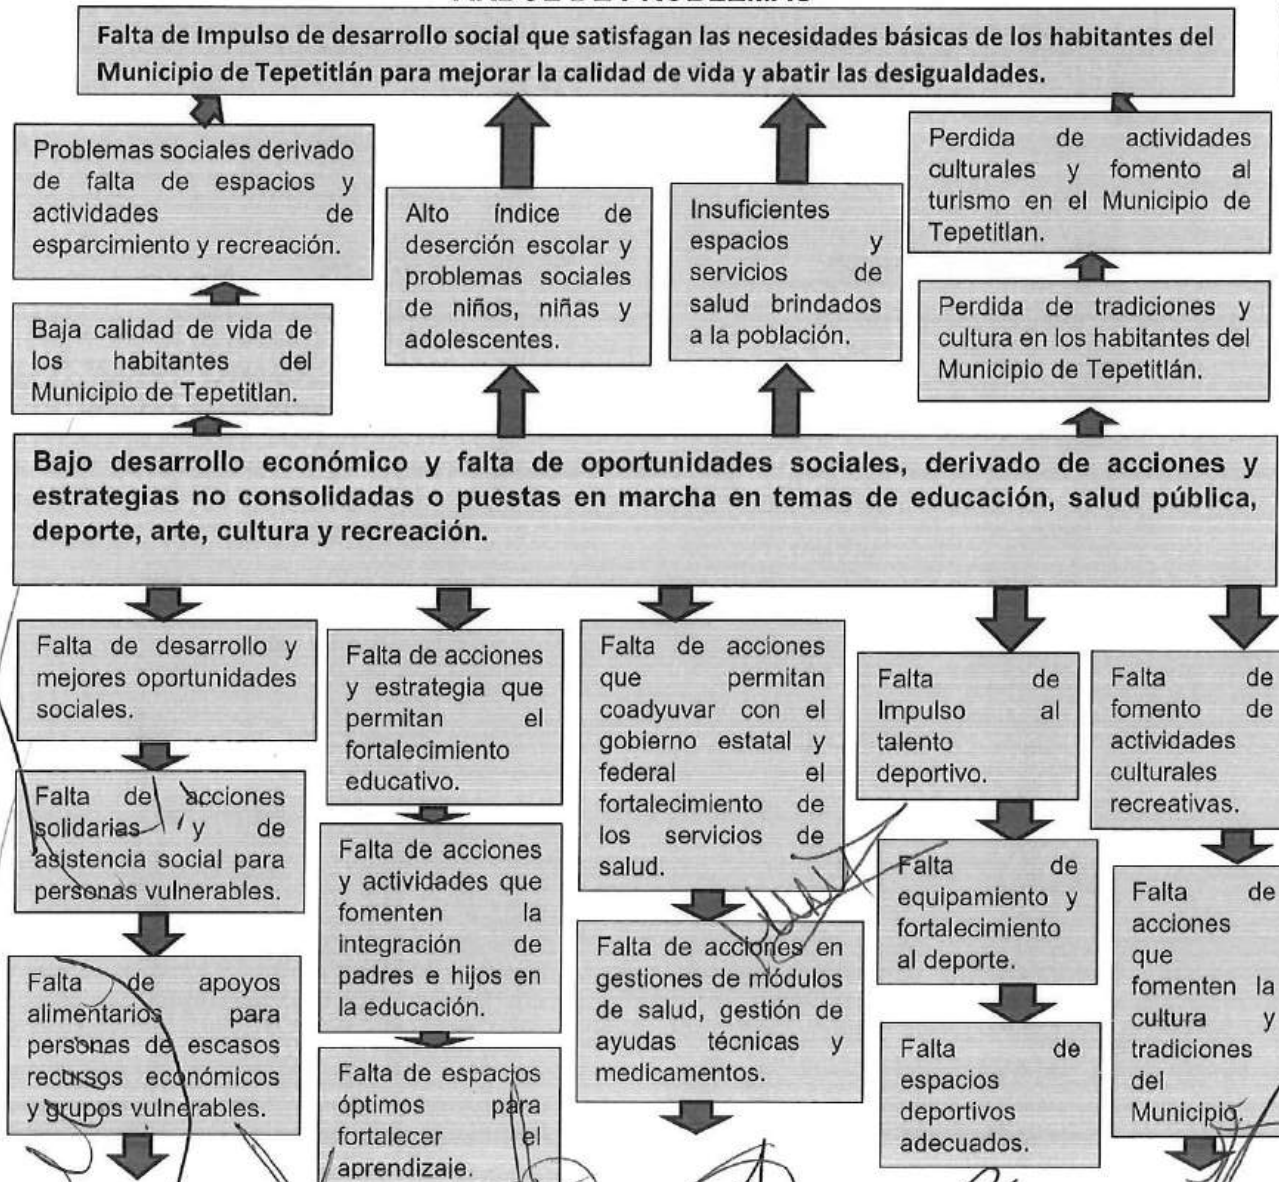 Falta de Impulso de desarrollo social que satisfagan las necesidades básicas de los habitantes del
Municipio de Tepetitlán para mejorar la calidad de vida y abatir las desigualdades.
Problemas sociales derivado
de falta de espacios y
actividades de
esparcimiento y recreación.
Alto índice de
deserción escolar y
problemas sociales
de niños, niñas y
adolescentes.
Insuficientes
espacios y
servicios de
salud brindados
a la población.
Perdida de actividades
culturales y fomento al
turismo en el Municipio de
Tepetitlan.
Baja calidad de vida de
los habitantes del
Municipio de Tepetitlan.
Perdida de tradiciones y
cultura en los habitantes del
Municipio de Tepetitlán.
Bajo desarrollo económico y falta de oportunidades sociales, derivado de acciones y
estrategias no consolidadas o puestas en marcha en temas de educación, salud pública,
deporte, arte, cultura y recreación.
Falta de desarrollo y
mejores oportunidades
sociales.
Falta de acciones
solidarias y de
asistencia social para
personas vulnerables.
Falta de apoyos
alimentarios para
personas de escasos
recursos económicos
y grupos vulnerables.
Falta de acciones
y estrategia que
permitan el
fortalecimiento
educativo.
Falta de acciones
y actividades que
fomenten la
integración de
padres e hijos en
la educación.
Falta de espacios
óptimos para
fortalecer el
aprendizaje.
Falta de acciones
que permitan
coadyuvar con el
gobierno estatal y
federal el
fortalecimiento de
los servicios de
salud.
Falta de acciones en
gestiones de módulos
de salud, gestión de
ayudas técnicas y
medicamentos.
Falta de
Impulso al
talento
deportivo.
Falta de
equipamiento y
fortalecimiento
al deporte.
Falta de
espacios
deportivos
adecuados.
Falta de
fomento de
actividades
culturales
recreativas.
Falta de
acciones
que
fomenten la
cultura y
tradiciones
del
Municipio.